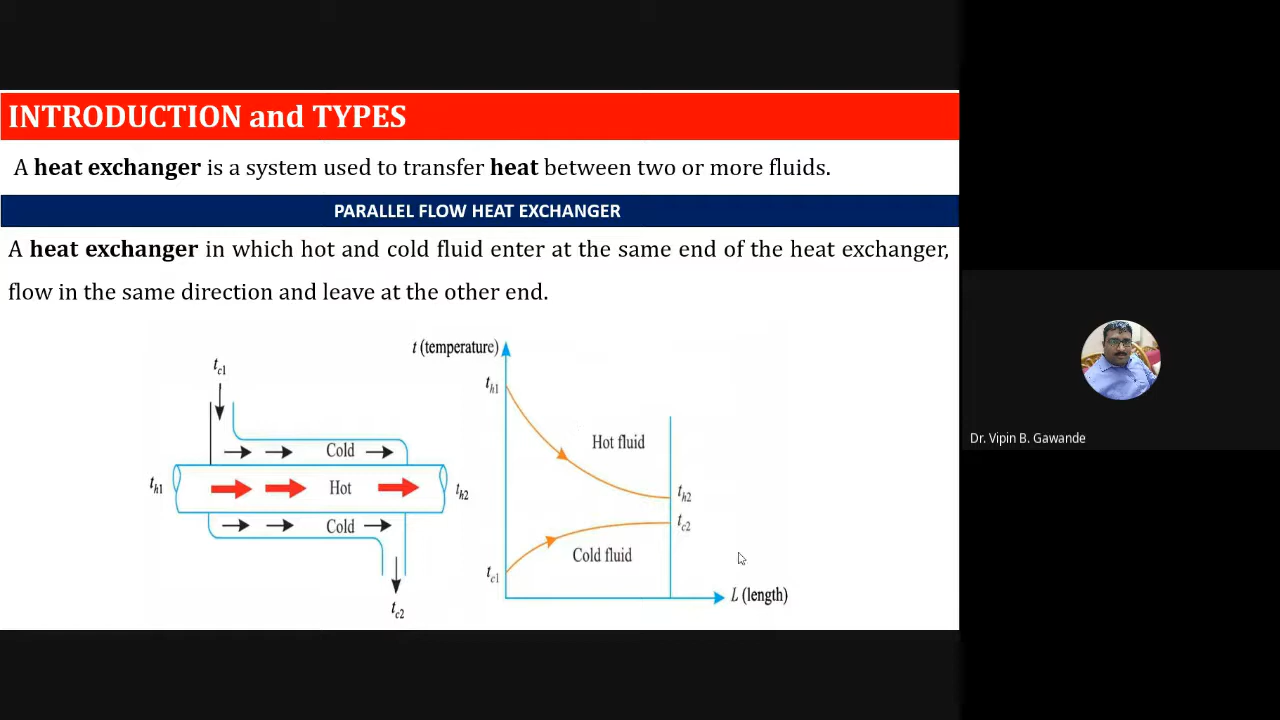 INTRODUCTION and TYPES
A heat exchanger is a system used to transfer heat between two or more fluids.
PARALLEL FLOW HEAT EXCHANGER
A heat exchanger in which hot and cold fluid enter at the same end of the heat exchanger,
flow in the same direction and leave at the other end.
tc1
Cold
th1
Hot
th2
Cold
tc2
t (temperature)
th1
Hot fluid
th2
tc2
Cold fluid
tc1
L (length)
Dr. Vipin B. Gawande